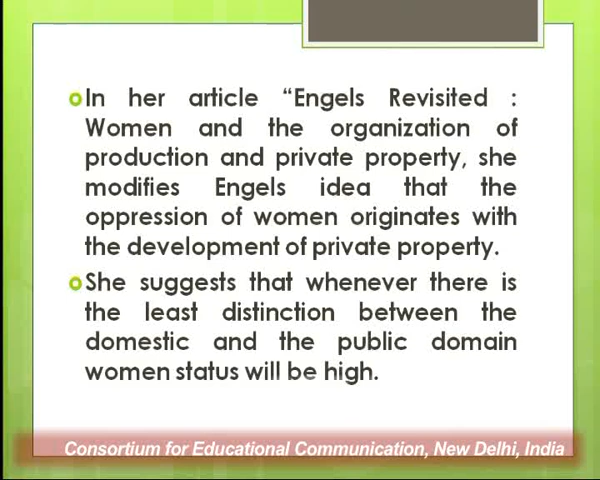 In her article “Engels Revisited :
Women and the organization of
production and private property, she
modifies Engels idea that the
oppression of women originates with
the development of private property.
She suggests that whenever there is
the least distinction between the
domestic and the public domain
women status will be high.
Consortium for Educational Communication, New Delhi, India